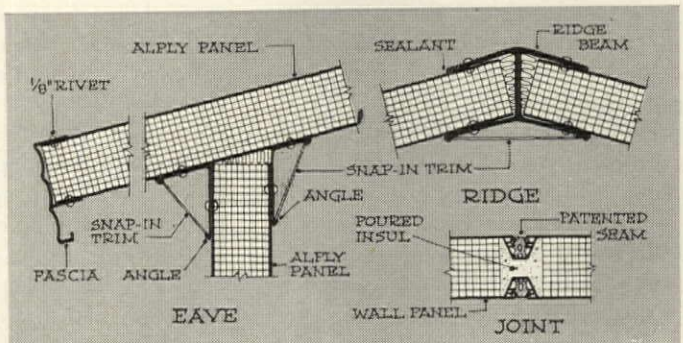 ALPLY PANEL
1/8" RIVET
SNAP-IN
TRIM
FASCIA
ANGLE
ANGLE
ALPLY
PANEL
EAVE
SEALANT
RIDGE
BEAM
SNAP-IN TRIM
RIDGE
POURED
INSUL
PATENTED
SEAM
WALL PANEL
JOINT